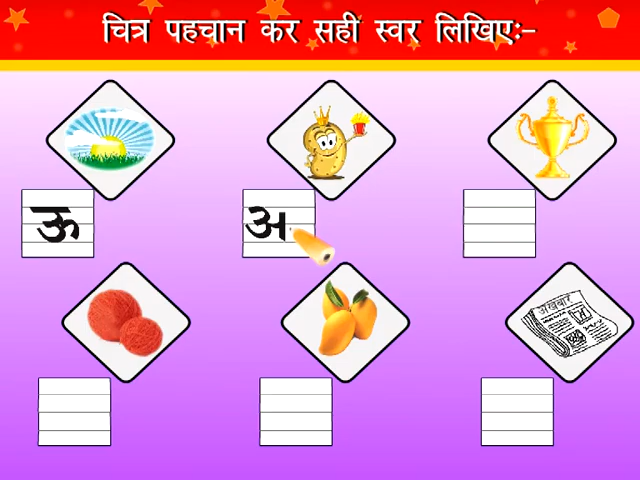 चित्र पहचान कर सही स्वर लिखिए:-
ऊ
अ
अखबार